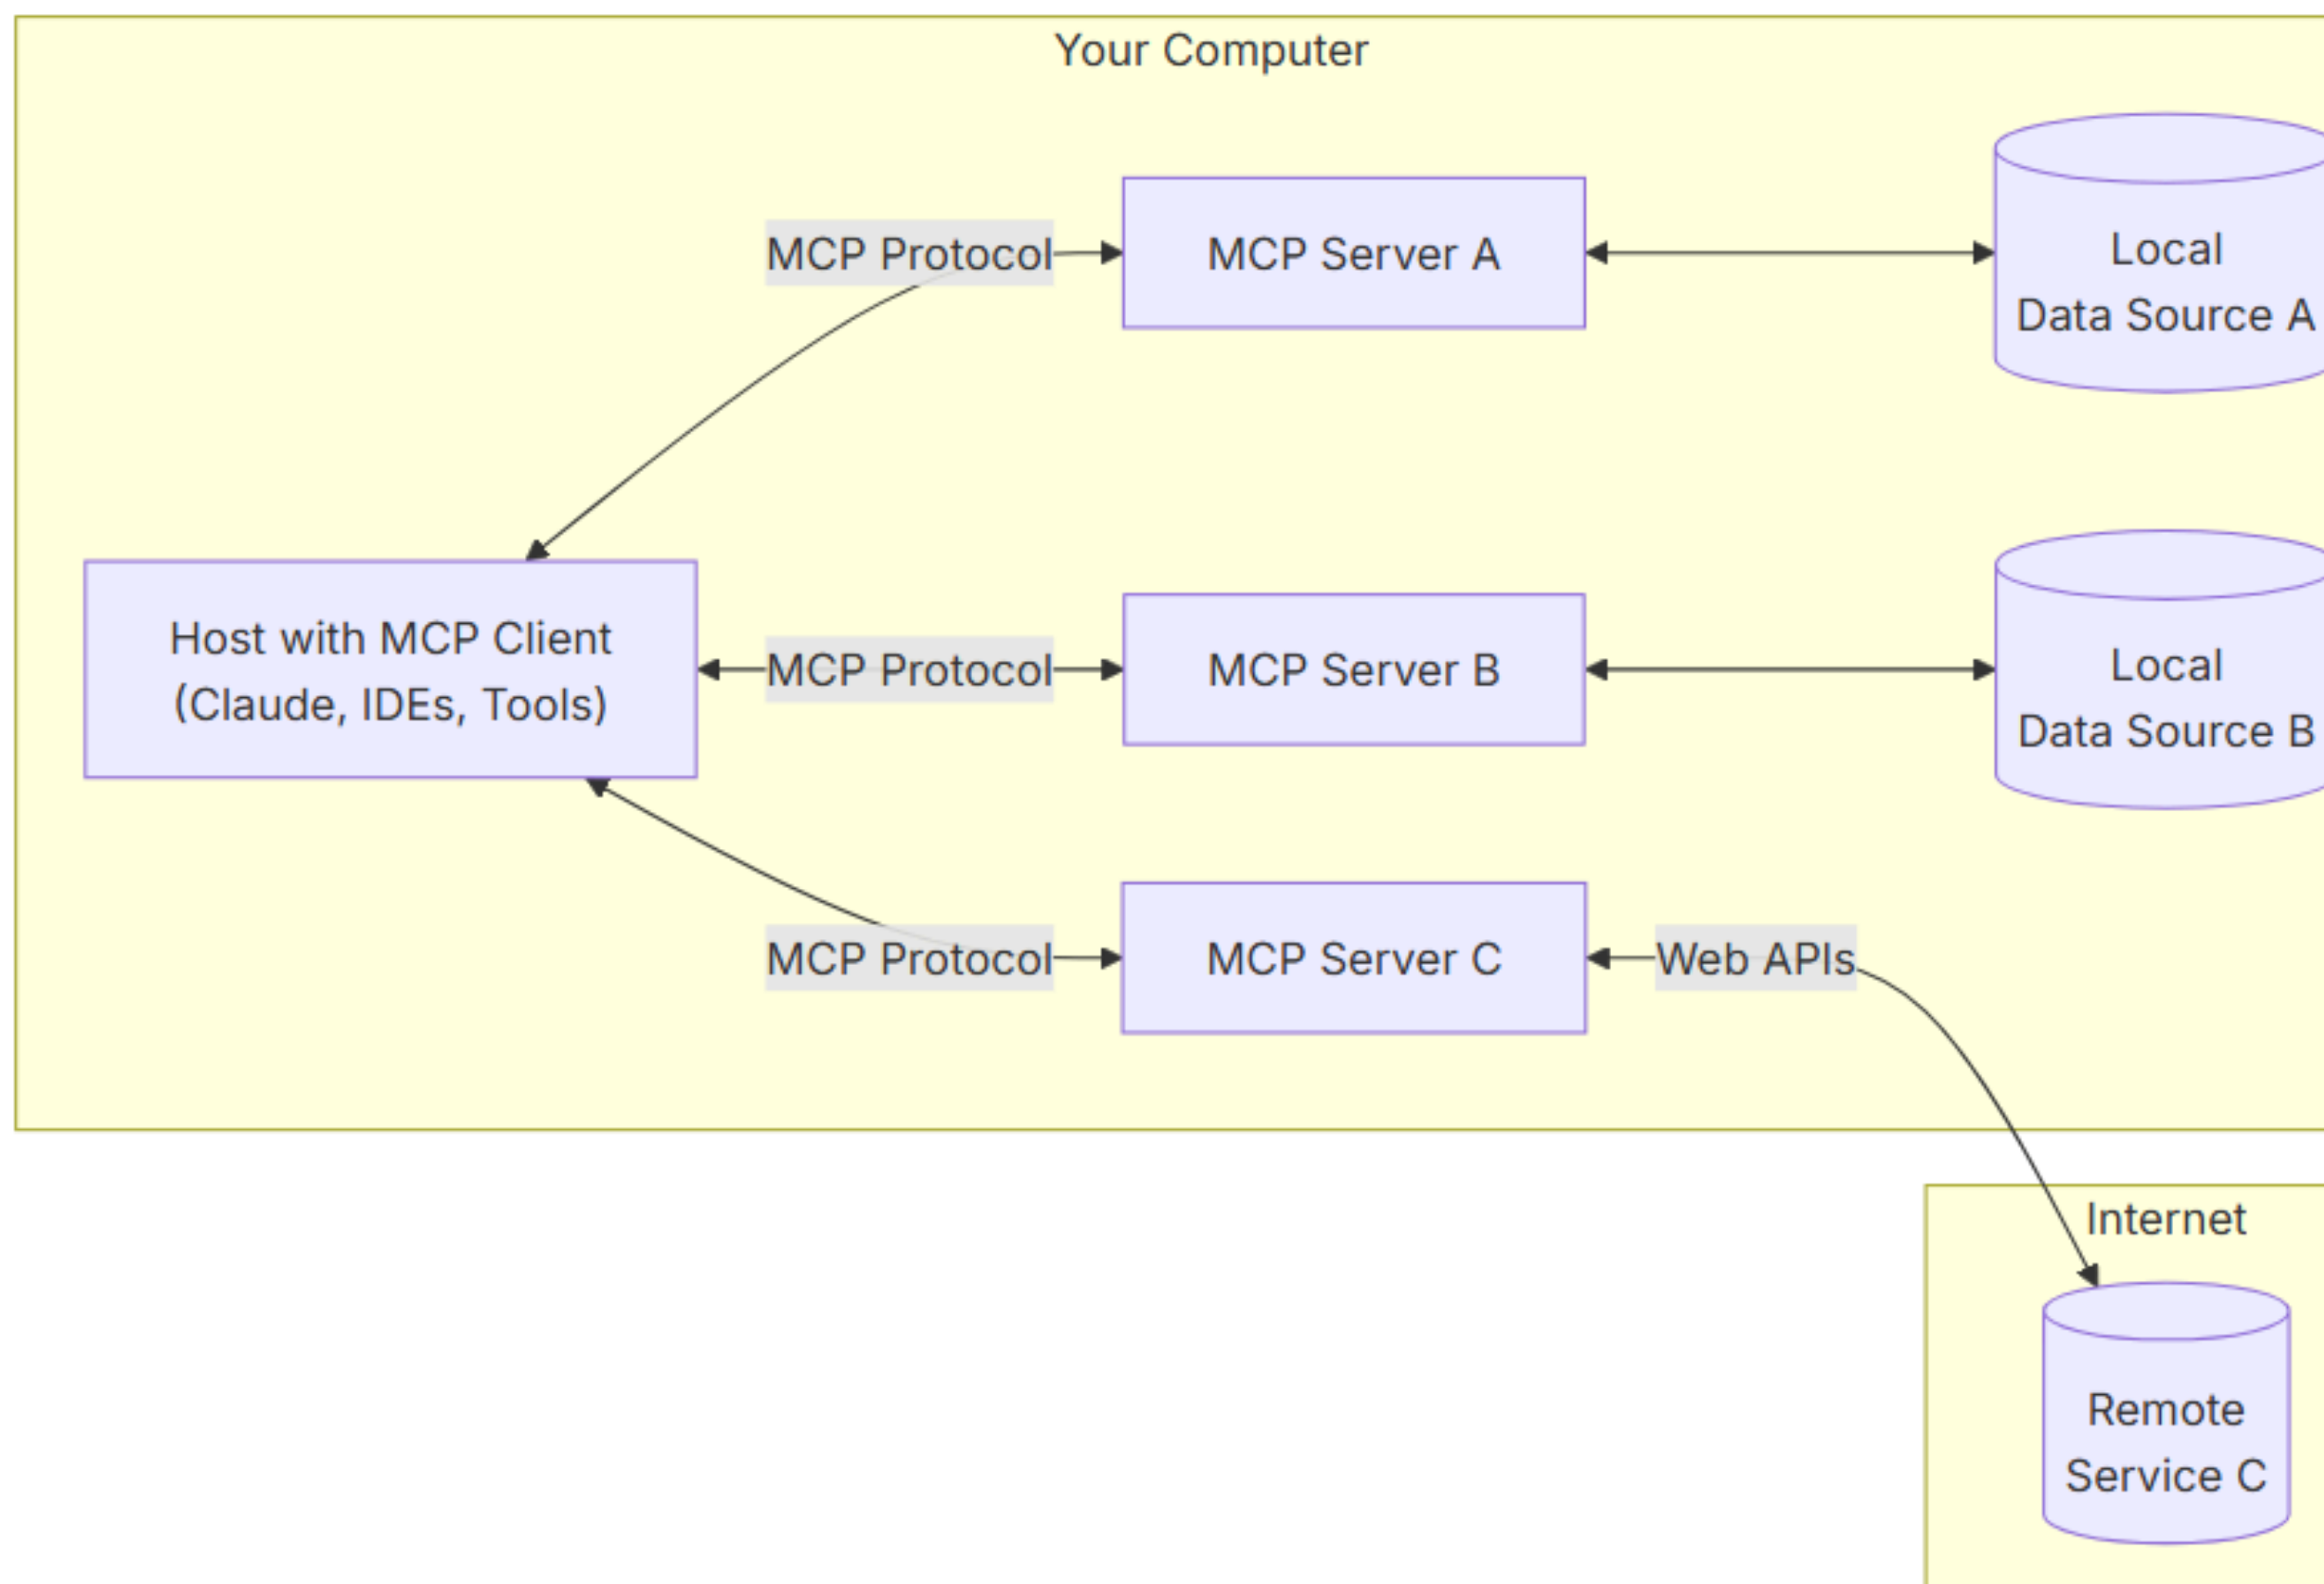 Your Computer
MCP Protocol
MCP Server A
Local
Data Source A
Host with MCP Client
(Claude, IDEs, Tools)
MCP Protocol
MCP Server B
Local
Data Source B
MCP Protocol
MCP Server C
Web APIs
Internet
Remote
Service C